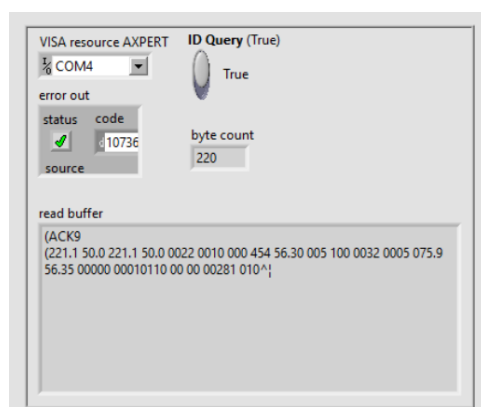 VISA resource AXPERT
ID Query (True)
COM4
True
error out
status code
10736
source
byte count
220
read buffer
(ACK9
(221.1 50.0 221.1 50.0 0022 0010 000 454 56.30 005 100 0032 0005 075.9
56.35 00000 00010110 00 00 00281 010^¦